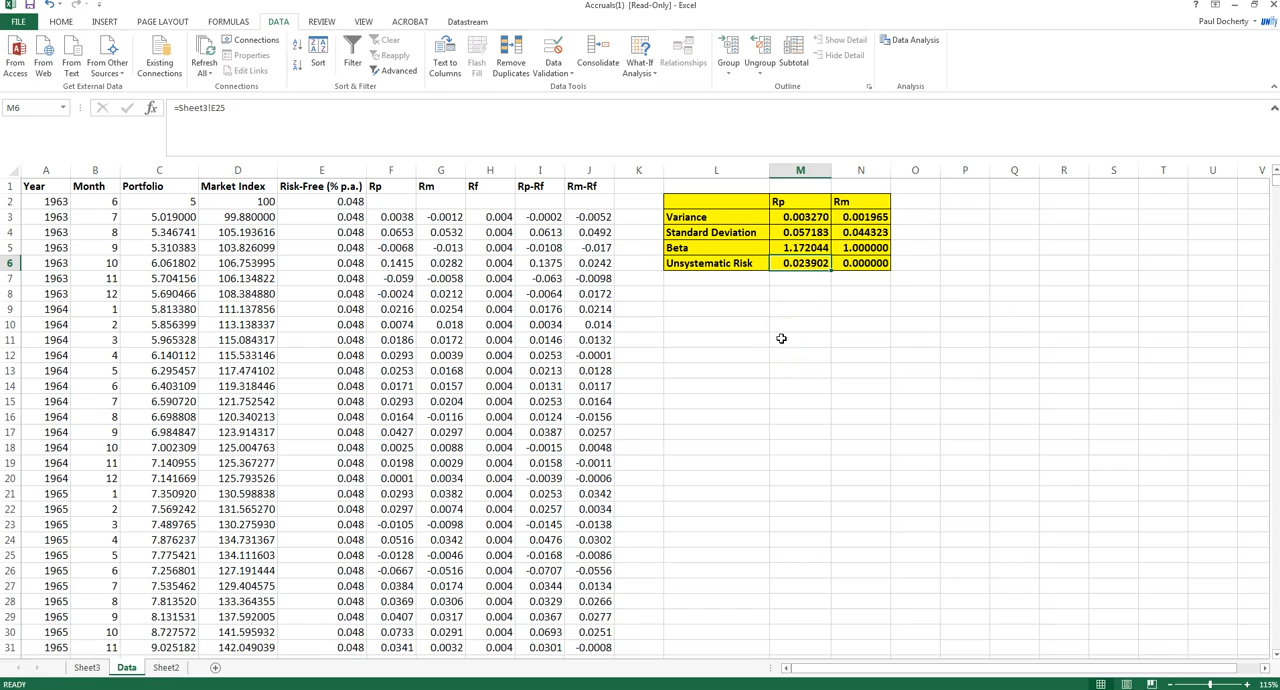 Accruals(1) [Read-Only] - Excel
FILE HOME INSERT PAGE LAYOUT FORMULAS DATA REVIEW VIEW ACROBAT Datastream Paul Docherty
From Access
From Web
From Text
From Other Sources
Existing Connections
Refresh All
Connections
Properties
Edit Links
Sort
Filter
Clear
Reapply
Advanced
Text to Columns
Flash Fill
Remove Duplicates
Data Validation
Consolidate
What-If Analysis
Relationships
Group
Ungroup
Subtotal
Show Detail
Hide Detail
Data Analysis
Get External Data Connections Sort & Filter Data Tools Outline Analysis
M6 fx =Sheet3!E25
A B C D E F G H I J K L M N O P Q R S T U V
1 Year Month Portfolio Market Index Risk-Free (% p.a.) Rp Rm Rf Rp-Rf Rm-Rf
2 1963 6 5 100 0.048 Rp Rm
3 1963 7 5.019000 99.880000 0.048 0.0038 -0.0012 0.004 -0.0002 -0.0052 Variance 0.003270 0.001965
4 1963 8 5.346741 105.193616 0.048 0.0653 0.0532 0.004 0.0613 0.0492 Standard Deviation 0.057183 0.044323
5 1963 9 5.310383 103.826099 0.048 -0.0068 -0.013 0.004 -0.0108 -0.017 Beta 1.172044 1.000000
6 1963 10 6.061802 106.753995 0.048 0.1415 0.0282 0.004 0.1375 0.0242 Unsystematic Risk 0.023902 0.000000
7 1963 11 5.704156 106.134822 0.048 -0.059 -0.0058 0.004 -0.063 -0.0098
8 1963 12 5.690466 108.384880 0.048 -0.0024 0.0212 0.004 -0.0064 0.0172
9 1964 1 5.813380 111.137856 0.048 0.0216 0.0254 0.004 0.0176 0.0214
10 1964 2 5.856399 113.138337 0.048 0.0074 0.018 0.004 0.0034 0.014
11 1964 3 5.965328 115.084317 0.048 0.0186 0.0172 0.004 0.0146 0.0132
12 1964 4 6.140112 115.533146 0.048 0.0293 0.0039 0.004 0.0253 -0.0001
13 1964 5 6.295457 117.474102 0.048 0.0253 0.0168 0.004 0.0213 0.0128
14 1964 6 6.403109 119.318446 0.048 0.0171 0.0157 0.004 0.0131 0.0117
15 1964 7 6.590720 121.752542 0.048 0.0293 0.0204 0.004 0.0253 0.0164
16 1964 8 6.698808 120.340213 0.048 0.0164 -0.0116 0.004 0.0124 -0.0156
17 1964 9 6.984847 123.914317 0.048 0.0427 0.0297 0.004 0.0387 0.0257
18 1964 10 7.002309 125.004763 0.048 0.0025 0.0088 0.004 -0.0015 0.0048
19 1964 11 7.140955 125.367277 0.048 0.0198 0.0029 0.004 0.0158 -0.0011
20 1964 12 7.141669 125.793526 0.048 0.0001 0.0034 0.004 -0.0039 -0.0006
21 1965 1 7.350920 130.598838 0.048 0.0293 0.0382 0.004 0.0253 0.0342
22 1965 2 7.569242 131.565270 0.048 0.0297 0.0074 0.004 0.0257 0.0034
23 1965 3 7.489765 130.275930 0.048 -0.0105 -0.0098 0.004 -0.0145 -0.0138
24 1965 4 7.876237 134.731367 0.048 0.0516 0.0342 0.004 0.0476 0.0302
25 1965 5 7.775421 134.111603 0.048 -0.0128 -0.0046 0.004 -0.0168 -0.0086
26 1965 6 7.256801 127.191444 0.048 -0.0667 -0.0516 0.004 -0.0707 -0.0556
27 1965 7 7.535462 129.404575 0.048 0.0384 0.0174 0.004 0.0344 0.0134
28 1965 8 7.813520 133.364355 0.048 0.0369 0.0306 0.004 0.0329 0.0266
29 1965 9 8.131531 137.592005 0.048 0.0407 0.0317 0.004 0.0367 0.0277
30 1965 10 8.727572 141.595932 0.048 0.0733 0.0291 0.004 0.0693 0.0251
31 1965 11 9.025182 142.049039 0.048 0.0341 0.0032 0.004 0.0301 -0.0008
Sheet3 Data Sheet2
READY 115%